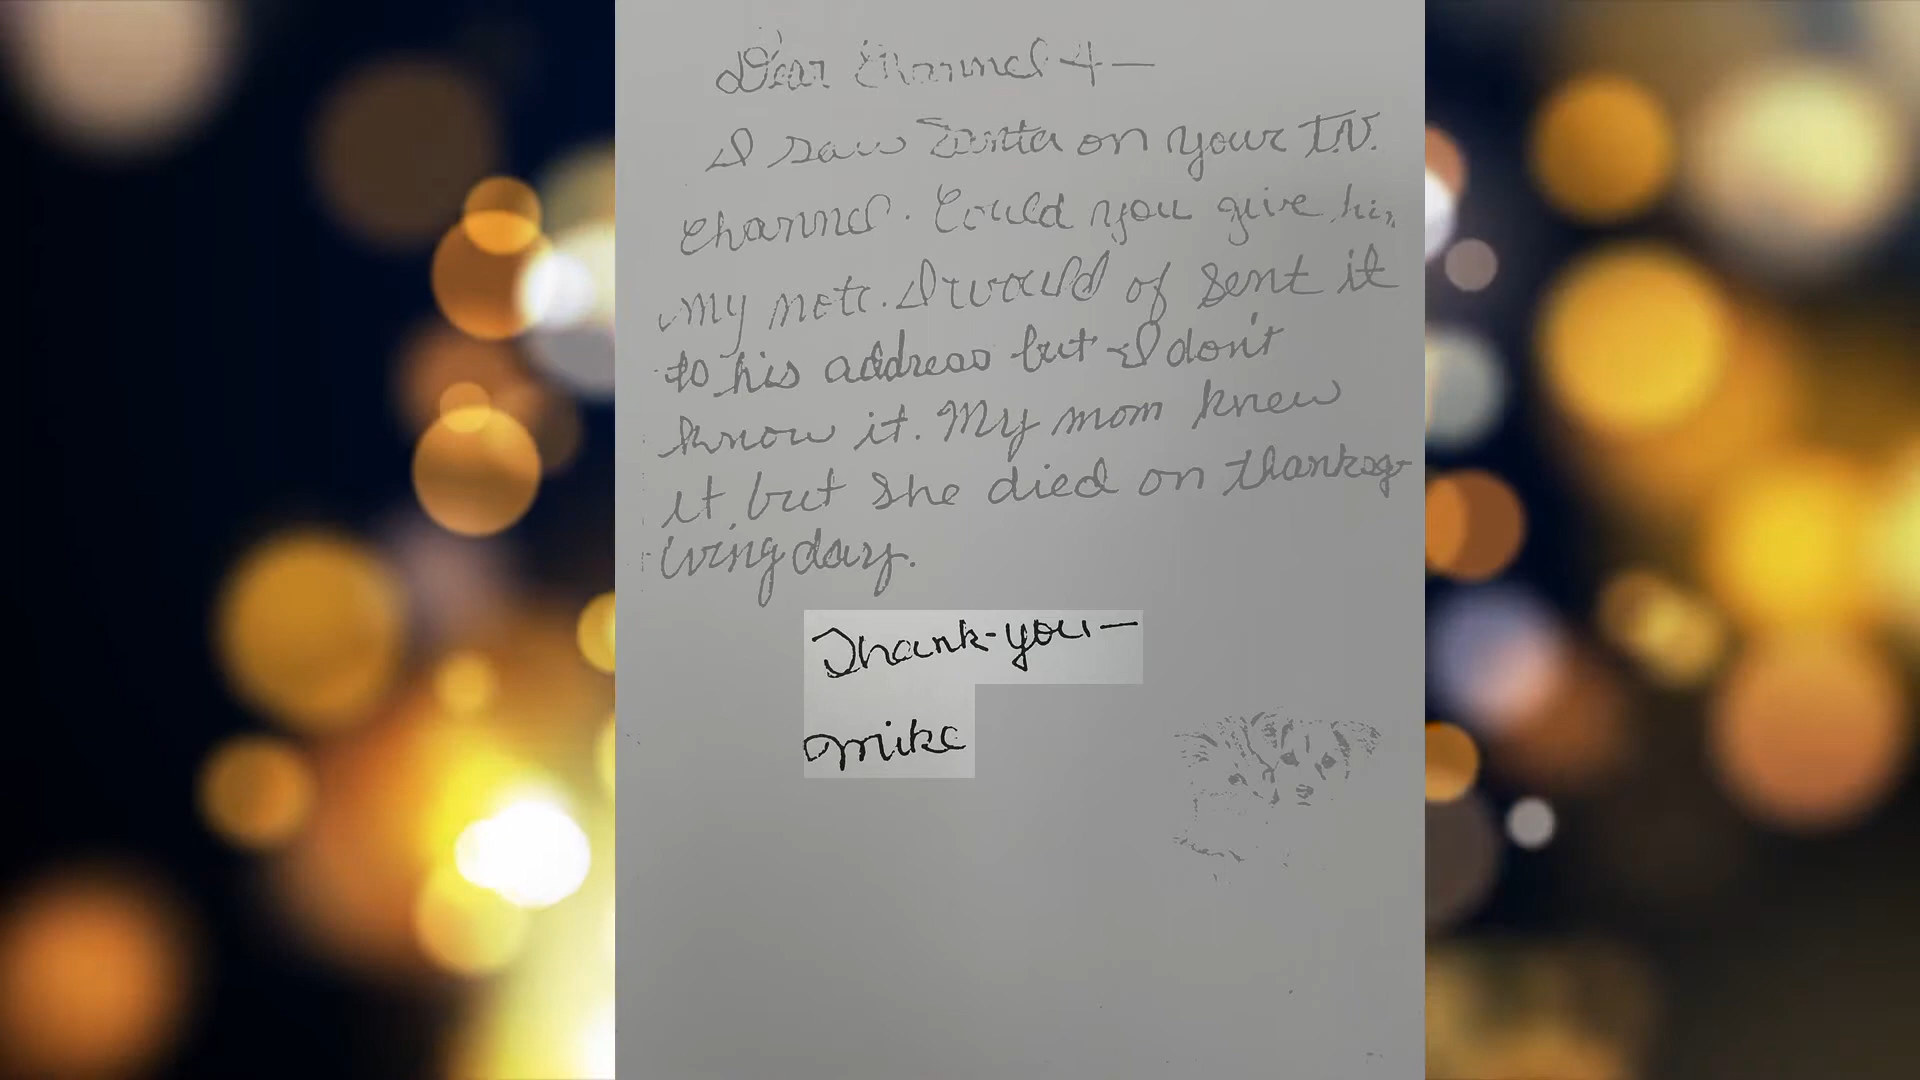 Dear Channel 4—
I saw Santa on your T.V.
channel. Could you give him
my note. I would of sent it
to his address but I don't
know it. My mom knew
it but she died on thanksg-
iving day.
Thank-you—
Mike